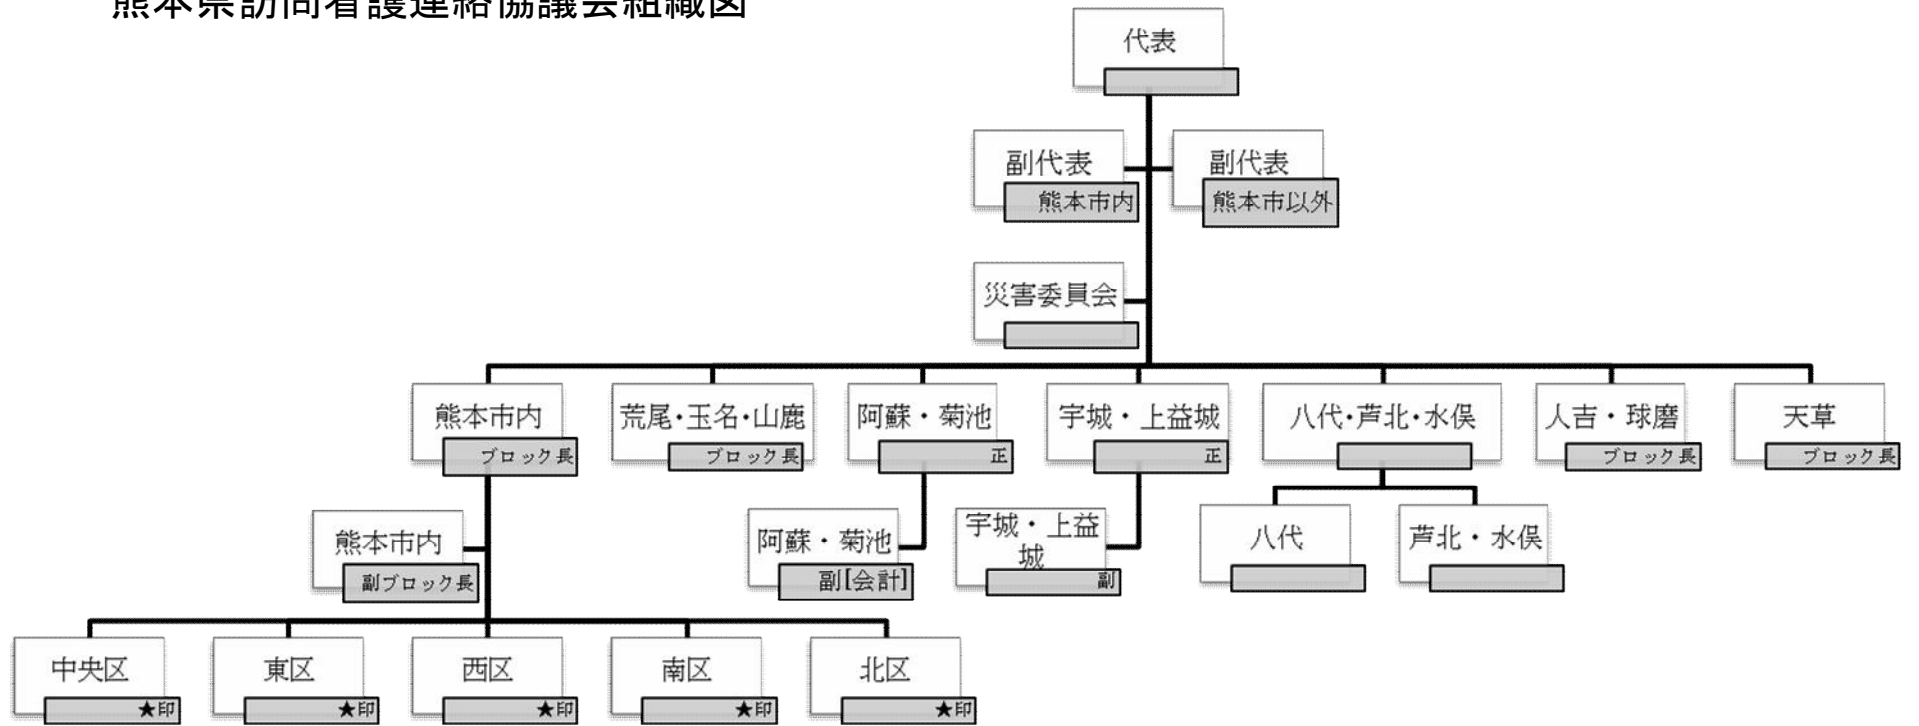 熊本県訪問看護連絡協議会組織図
代表
副代表
熊本市内
副代表
熊本市以外
災害委員会
熊本市内
ブロック長
荒尾・玉名・山鹿
ブロック長
阿蘇・菊池
正
宇城・上益城
正
八代・芦北・水俣
人吉・球磨
ブロック長
天草
ブロック長
熊本市内
副ブロック長
阿蘇・菊池
副[会計]
宇城・上益
城
副
八代
芦北・水俣
中央区
★印
東区
★印
西区
★印
南区
★印
北区
★印